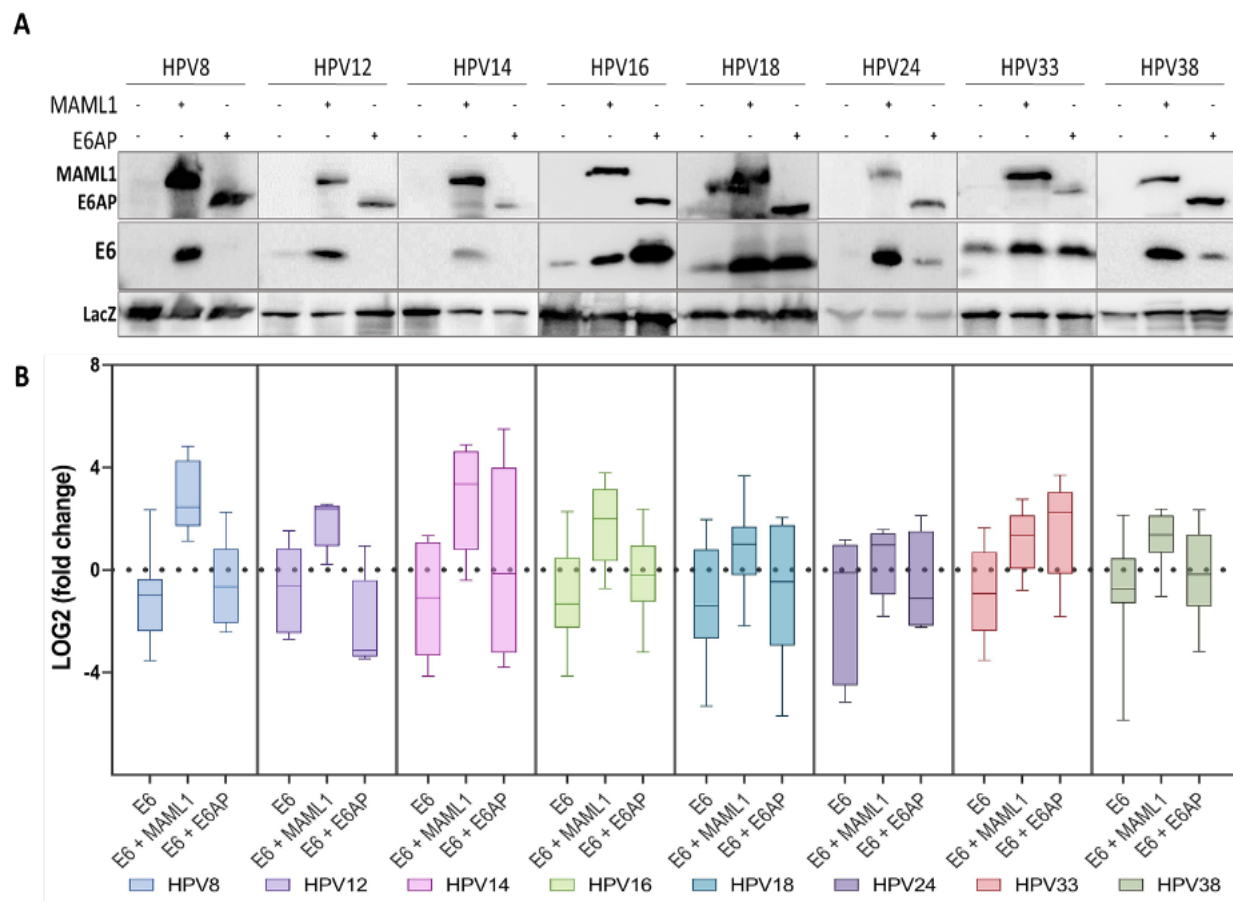 A
HPV8 HPV12 HPV14 HPV16 HPV18 HPV24 HPV33 HPV38
MAML1 - + - - + - - + - - + - - + - - + - - + - - + -
E6AP - - + - - + - - + - - + - - + - - + - - + - - +
MAML1
E6AP
E6
LacZ
B
LOG2 (fold change)
8
4
0
-4
E6 E6 + MAML1 E6 + E6AP E6 E6 + MAML1 E6 + E6AP E6 E6 + MAML1 E6 + E6AP E6 E6 + MAML1 E6 + E6AP E6 E6 + MAML1 E6 + E6AP E6 E6 + MAML1 E6 + E6AP E6 E6 + MAML1 E6 + E6AP E6 E6 + MAML1 E6 + E6AP
HPV8 HPV12 HPV14 HPV16 HPV18 HPV24 HPV33 HPV38